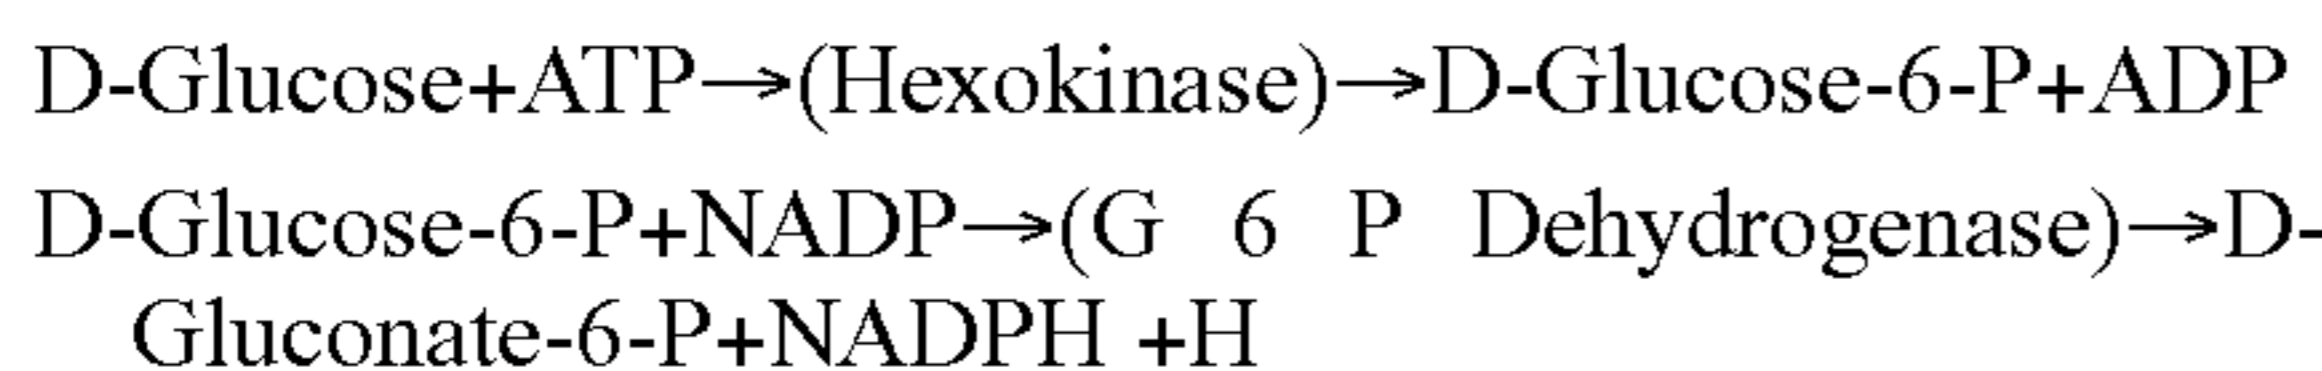 D-Glucose+ATP→(Hexokinase)→D-Glucose-6-P+ADP
D-Glucose-6-P+NADP→(G 6 P Dehydrogenase)→D-
Gluconate-6-P+NADPH +H